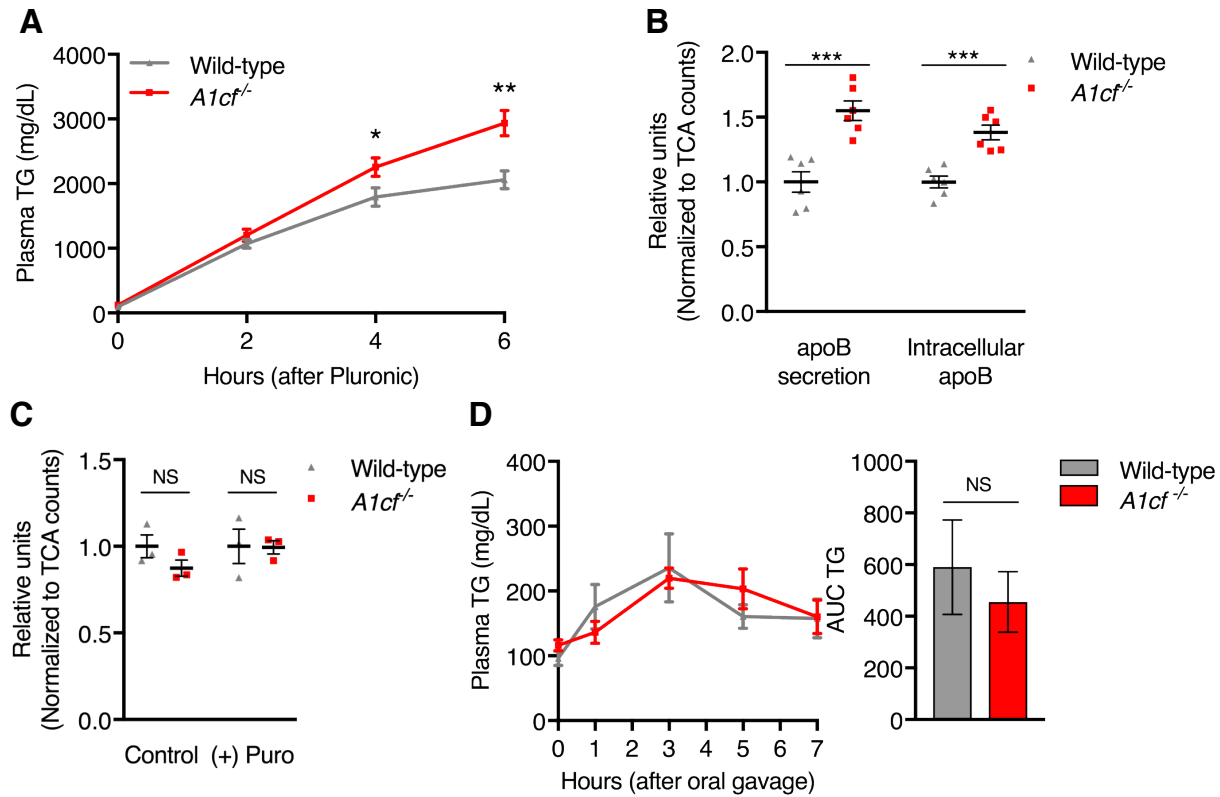 A
Plasma TG (mg/dL)
4000
3000
2000
1000
0
0 2 4 6
Hours (after Pluronic)
Wild-type
A1cf-/-
*
**
B
Relative units
(Normalized to TCA counts)
2.0
1.5
1.0
0.5
0.0
***
***
Wild-type
A1cf-/-
apoB
secretion
Intracellular
apoB
C
Relative units
(Normalized to TCA counts)
1.5
1.0
0.5
0.0
NS
NS
Wild-type
A1cf-/-
Control (+) Puro
D
Plasma TG (mg/dL)
400
300
200
100
0
0 1 2 3 4 5 6 7
Hours (after oral gavage)
AUC TG
1000
800
600
400
200
0
NS
Wild-type
A1cf -/-